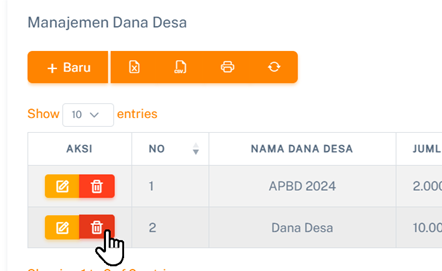 Manajemen Dana Desa
+ Baru
Show 10 entries
AKSI NO NAMA DANA DESA JUML
1 APBD 2024 2.000
2 Dana Desa 10.00